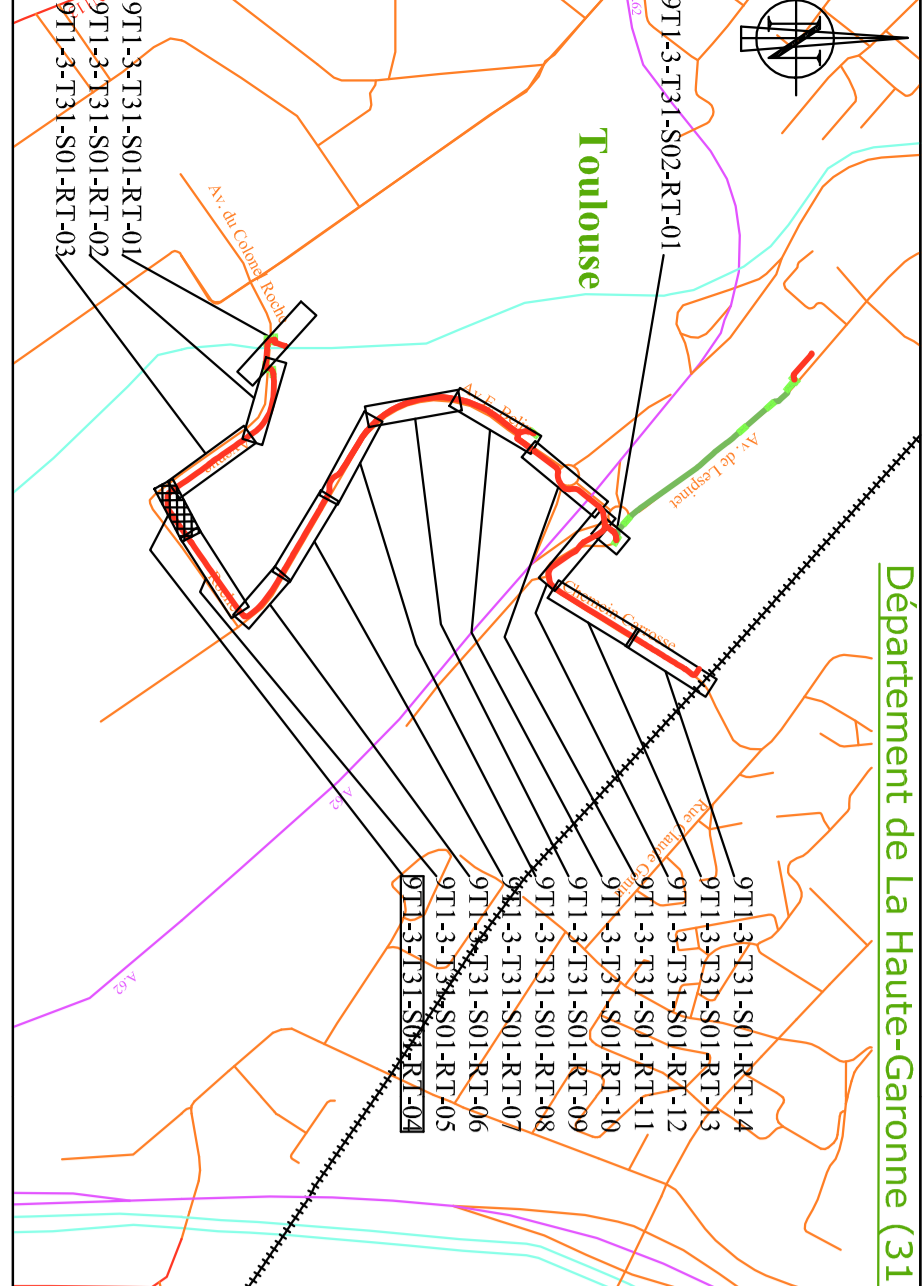 Département de La Haute-Garonne (31
9T1-3-T31-S02-RT-01
Toulouse
N
9T1-3-T31-S01-RT-01
9T1-3-T31-S01-RT-02
9T1-3-T31-S01-RT-03
9T1-3-T31-S01-RT-14
9T1-3-T31-S01-RT-13
9T1-3-T31-S01-RT-12
9T1-3-T31-S01-RT-11
9T1-3-T31-S01-RT-10
9T1-3-T31-S01-RT-09
9T1-3-T31-S01-RT-08
9T1-3-T31-S01-RT-07
9T1-3-T31-S01-RT-06
9T1-3-T31-S01-RT-05
9T1-3-T31-S01-RT-04
Av. de Lespinet
Chemein Carrosse
Av. du Colonel Roche
Av E. Beli
Roche
A.62
A.62